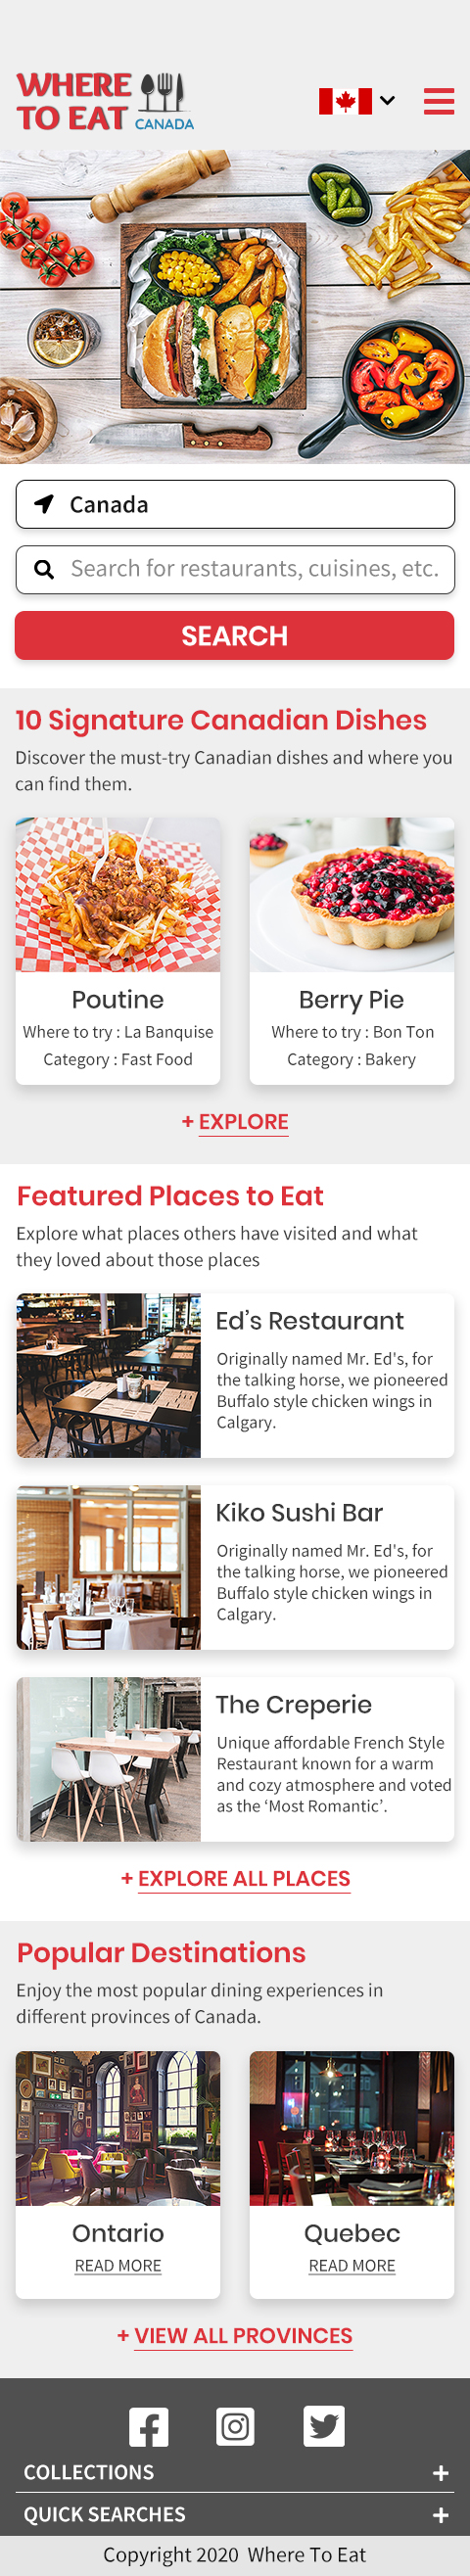 WHERE
TO EAT CANADA
Canada
Search for restaurants, cuisines, etc.
SEARCH
10 Signature Canadian Dishes
Discover the must-try Canadian dishes and where you
can find them.
Poutine
Where to try : La Banquise
Category : Fast Food
Berry Pie
Where to try : Bon Ton
Category : Bakery
+ EXPLORE
Featured Places to Eat
Explore what places others have visited and what
they loved about those places
Ed’s Restaurant
Originally named Mr. Ed's, for
the talking horse, we pioneered
Buffalo style chicken wings in
Calgary.
Kiko Sushi Bar
Originally named Mr. Ed's, for
the talking horse, we pioneered
Buffalo style chicken wings in
Calgary.
The Creperie
Unique affordable French Style
Restaurant known for a warm
and cozy atmosphere and voted
as the ‘Most Romantic’.
+ EXPLORE ALL PLACES
Popular Destinations
Enjoy the most popular dining experiences in
different provinces of Canada.
Ontario
READ MORE
Quebec
READ MORE
+ VIEW ALL PROVINCES
COLLECTIONS +
QUICK SEARCHES +
Copyright 2020 Where To Eat